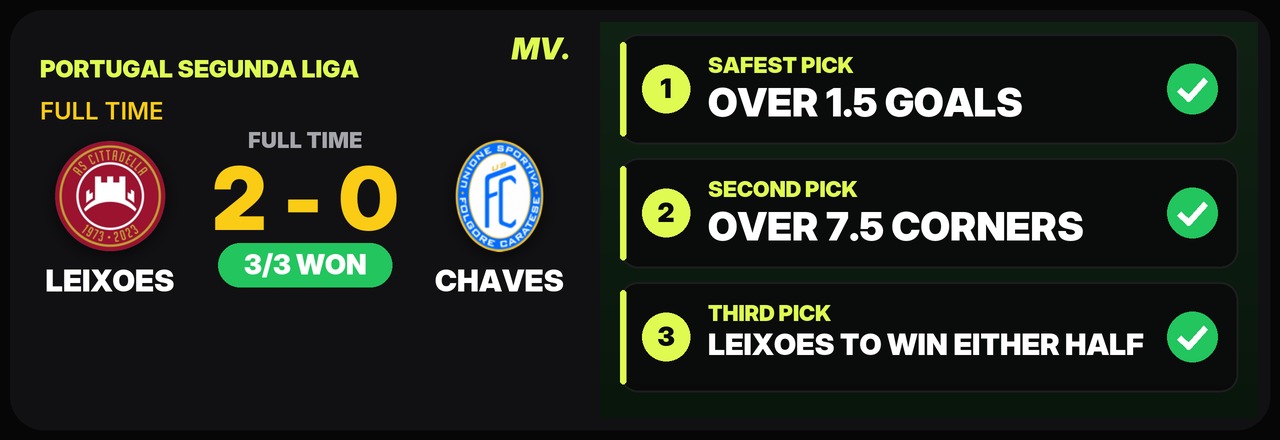 MV.
PORTUGAL SEGUNDA LIGA
FULL TIME
FULL TIME
2 - 0
3/3 WON
AS CITTADELLA
1973 • 2023
LEIXOES
UNIONE SPORTIVA
US
FC
FOLGORE CARATESE
CHAVES
1
SAFEST PICK
OVER 1.5 GOALS
2
SECOND PICK
OVER 7.5 CORNERS
3
THIRD PICK
LEIXOES TO WIN EITHER HALF